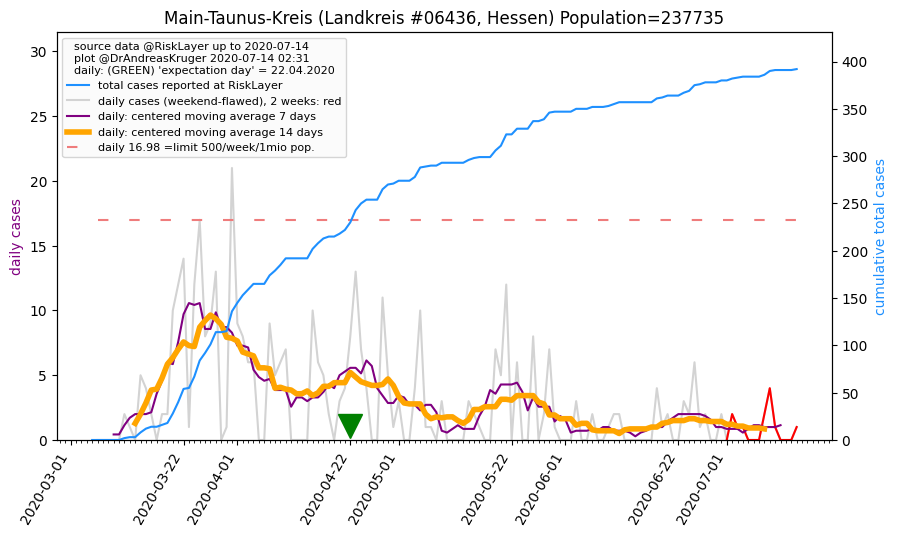 Main-Taunus-Kreis (Landkreis #06436, Hessen) Population=237735
source data @RiskLayer up to 2020-07-14
plot @DrAndreasKruger 2020-07-14 02:31
daily: (GREEN) 'expectation day' = 22.04.2020
total cases reported at RiskLayer
daily cases (weekend-flawed), 2 weeks: red
daily: centered moving average 7 days
daily: centered moving average 14 days
daily 16.98 =limit 500/week/1mio pop.
daily cases
30
25
20
15
10
5
0
cumulative total cases
400
350
300
250
200
150
100
50
0
2020-03-01
2020-03-22
2020-04-01
2020-04-22
2020-05-01
2020-05-22
2020-06-01
2020-06-22
2020-07-01